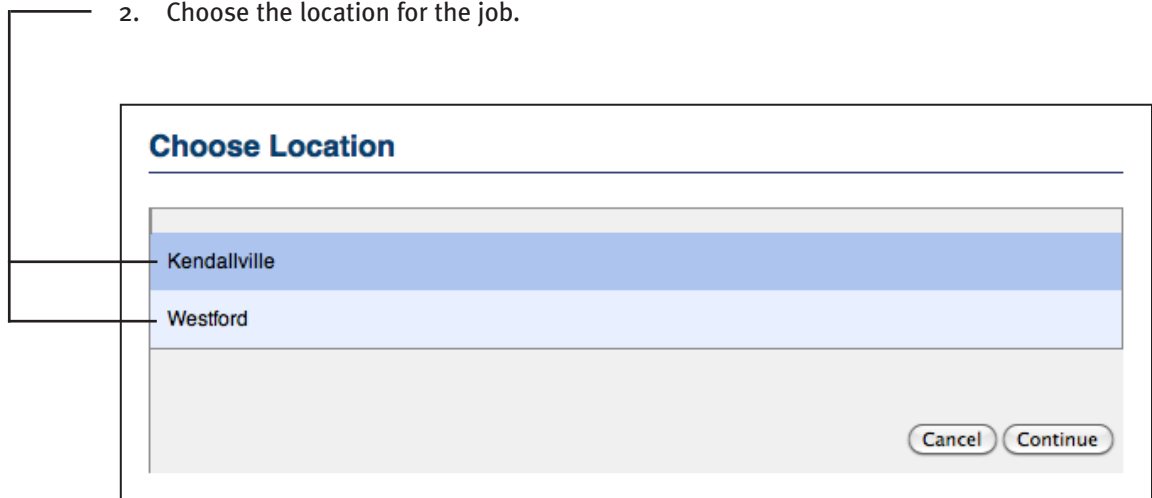 2. Choose the location for the job.
Choose Location
Kendallville
Westford
Cancel Continue